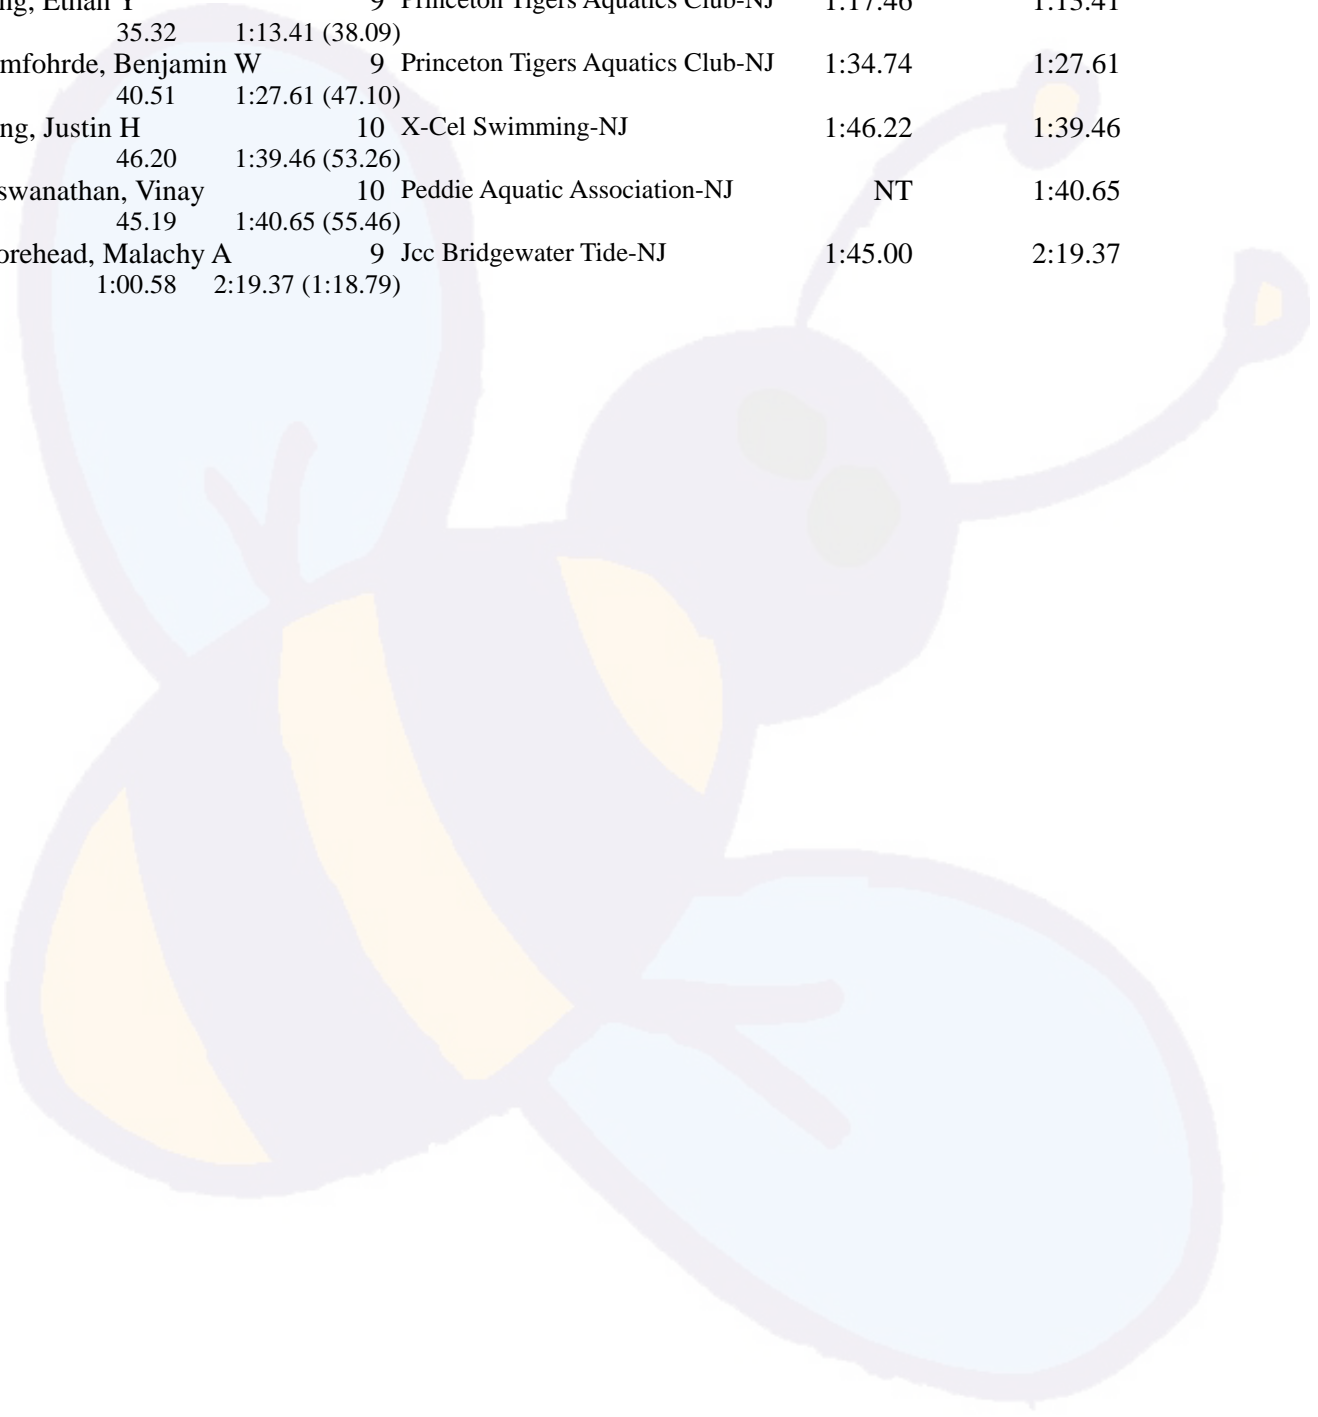 ng, Ethan Y 9 Princeton Tigers Aquatics Club-NJ 1:17.46 1:13.41
35.32 1:13.41 (38.09)
mfohrde, Benjamin W 9 Princeton Tigers Aquatics Club-NJ 1:34.74 1:27.61
40.51 1:27.61 (47.10)
ng, Justin H 10 X-Cel Swimming-NJ 1:46.22 1:39.46
46.20 1:39.46 (53.26)
swanathan, Vinay 10 Peddie Aquatic Association-NJ NT 1:40.65
45.19 1:40.65 (55.46)
orehead, Malachy A 9 Jcc Bridgewater Tide-NJ 1:45.00 2:19.37
1:00.58 2:19.37 (1:18.79)